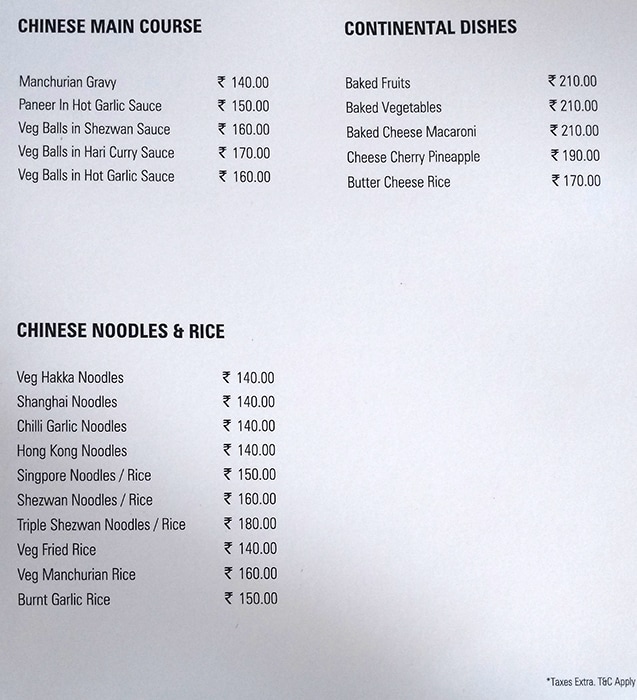 CHINESE MAIN COURSE
Manchurian Gravy ₹ 140.00
Paneer In Hot Garlic Sauce ₹ 150.00
Veg Balls in Shezwan Sauce ₹ 160.00
Veg Balls in Hari Curry Sauce ₹ 170.00
Veg Balls in Hot Garlic Sauce ₹ 160.00
CONTINENTAL DISHES
Baked Fruits ₹ 210.00
Baked Vegetables ₹ 210.00
Baked Cheese Macaroni ₹ 210.00
Cheese Cherry Pineapple ₹ 190.00
Butter Cheese Rice ₹ 170.00
CHINESE NOODLES & RICE
Veg Hakka Noodles ₹ 140.00
Shanghai Noodles ₹ 140.00
Chilli Garlic Noodles ₹ 140.00
Hong Kong Noodles ₹ 140.00
Singpore Noodles / Rice ₹ 150.00
Shezwan Noodles / Rice ₹ 160.00
Triple Shezwan Noodles / Rice ₹ 180.00
Veg Fried Rice ₹ 140.00
Veg Manchurian Rice ₹ 160.00
Burnt Garlic Rice ₹ 150.00
*Taxes Extra. T&C Apply